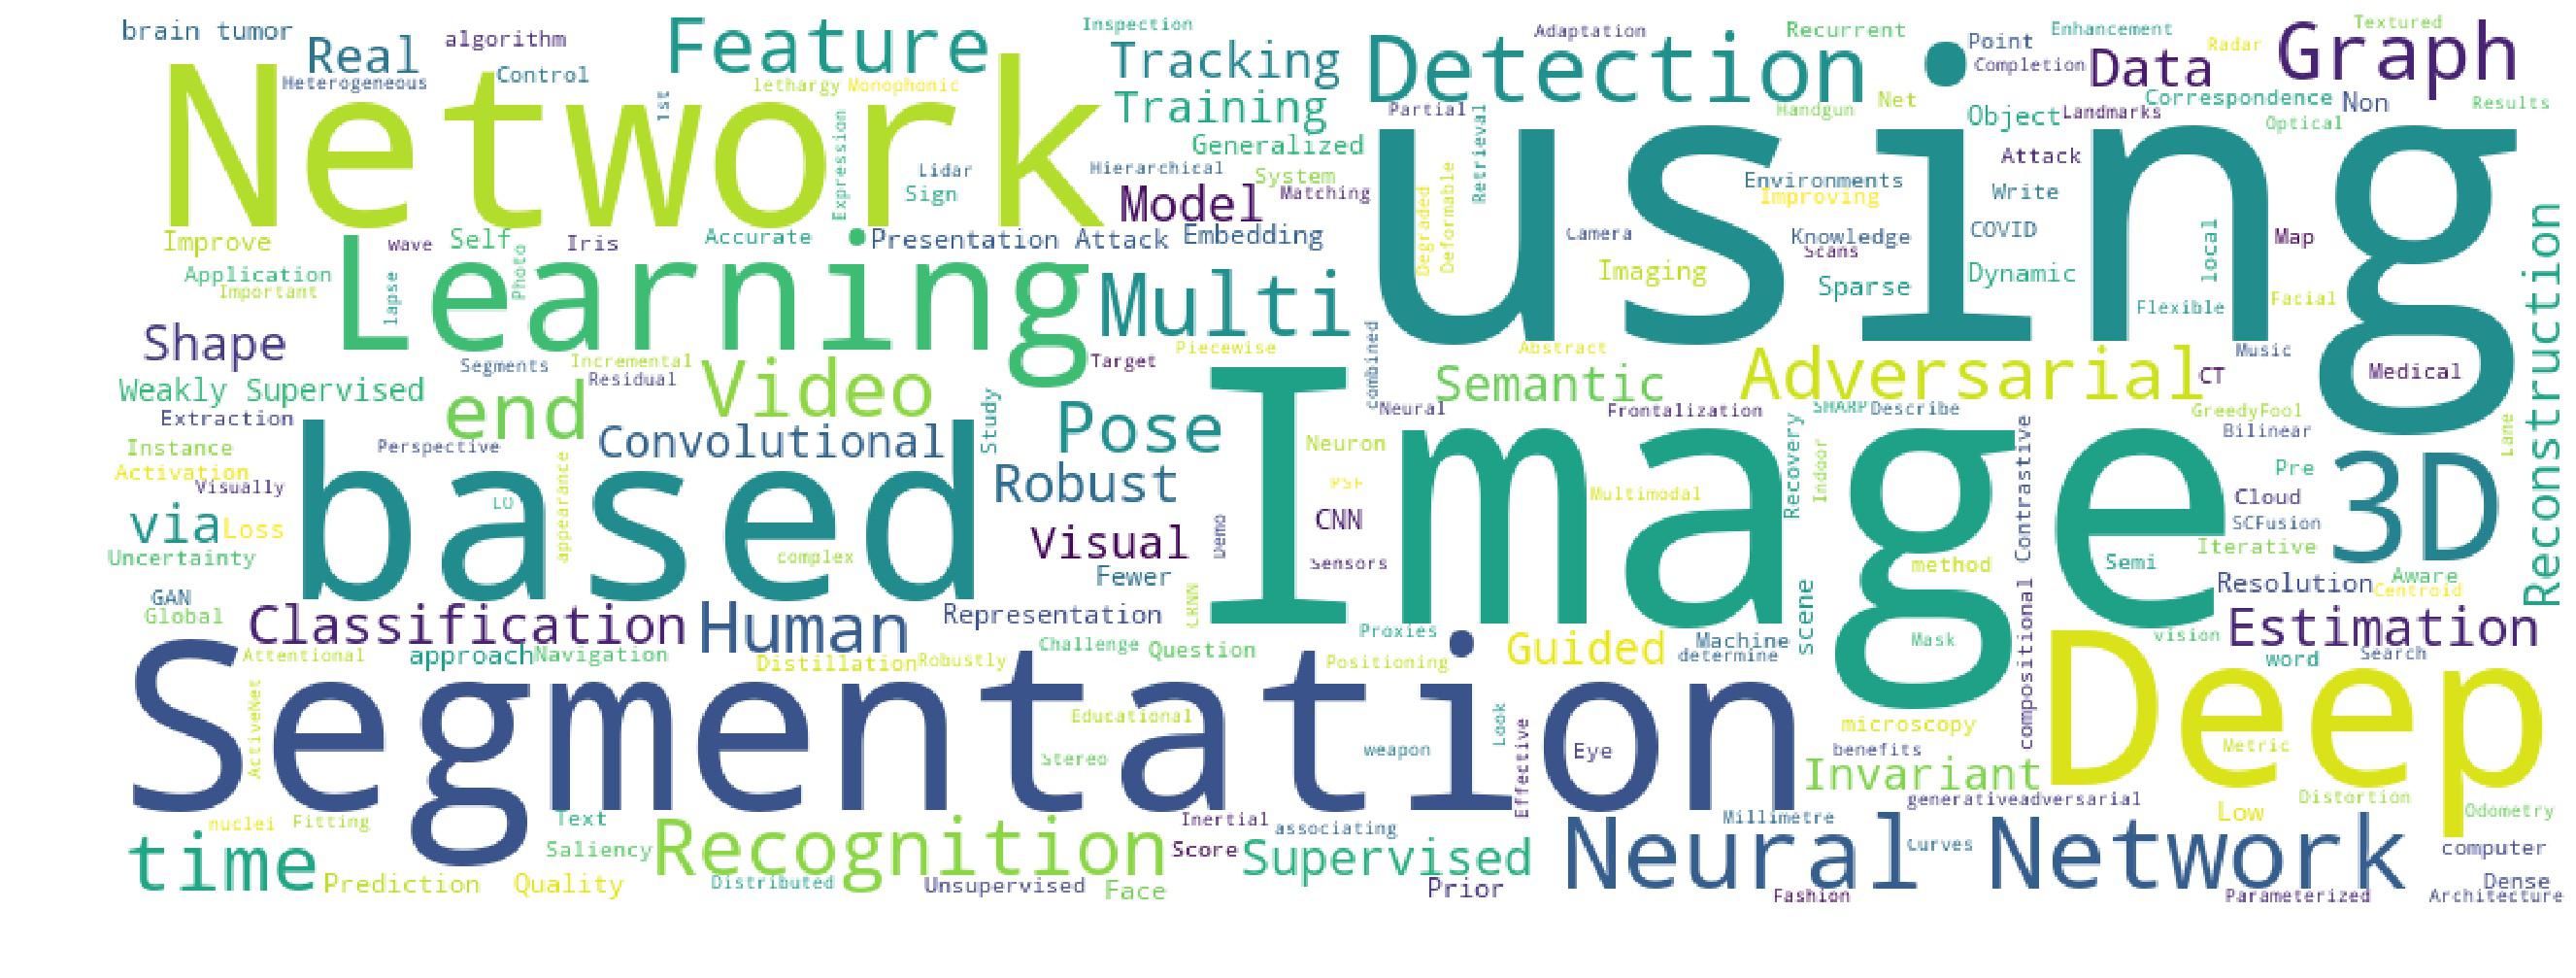 brain tumor
Real
algorithm
Feature
Inspection
Tracking
Detection
Adaptation
Recurrent
Point
Enhancement
Radar
Textured
Graph
Heterogeneous
Control
lethargy
Monophonic
Completion
Data
Network
1st
Training
Partial
Retrieval
using
Handgun
Net
Object
Landmarks
Correspondence
Non
Results
Optical
Expression
Lidar
Sign
Generalized
Hierarchical
System
Model
Matching
Environments
Improving
Attack
Write
Improve
wave
Self
Photo
Iris
Accurate
Presentation Attack
Embedding
Degraded
Deformable
Camera
Knowledge
Scans
COVID
local
Map
Application
Important
lapse
Learning
Multi
Imaging
Sparse
Dynamic
Flexible
Facial
Reconstruction
Shape
Segments
Incremental
Residual
Video
Target
Piecewise
combined
Abstract
Adversarial
CT
Music
Medical
Weakly Supervised
end
Study
Pose
Image
Semantic
Neural
Frontalization
SHARP
Describe
GreedyFool
Bilinear
Lane
Extraction
Instance
Perspective
Convolutional
Neuron
Recovery
Indoor
compositional Contrastive
Pre
3D
Activation
Visually
based
LO
appearance
Robust
PSF
Multimodal
Cloud
SCFusion
via
Loss
Uncertainty
complex
Visual
Demo
CNN
Sensors
method
Semi
Iterative
Fewer
CRNN
Resolution
Aware
Centroid
GAN
Global
Classification
Human
Representation
Proxies
scene
Mask
vision
Estimation
Attentional
approach
Navigation
Distillation
Robustly
Challenge
Question
Positioning
Guided
Machine
determine
word
Search
Segmentation
ActiveNet
Educational
Stereo
weapon
Look
Effective
Eye
microscopy
benefits
Invariant
Deep
Metric
nuclei
Fitting
Text
Inertial
associating
Millimetre
generativeadversarial
Low
Distortion
Odometry
time
Saliency
Recognition
Score
Supervised
Neural Network
Curves
computer
Prediction
Quality
Distributed
Unsupervised
Face
Prior
Fashion
Parameterized
Dense
Architecture